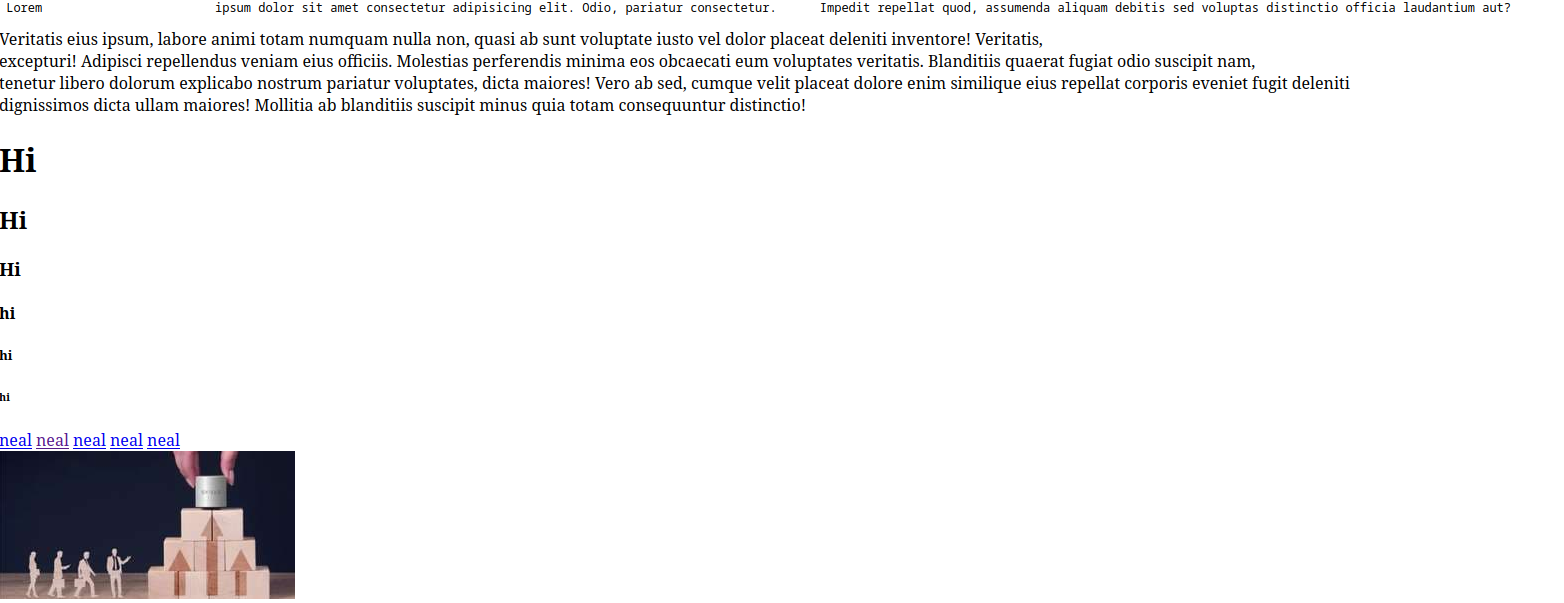 Lorem ipsum dolor sit amet consectetur adipisicing elit. Odio, pariatur consectetur. Impedit repellat quod, assumenda aliquam debitis sed voluptas distinctio officia laudantium aut?
Veritatis eius ipsum, labore animi totam numquam nulla non, quasi ab sunt voluptate iusto vel dolor placeat deleniti inventore! Veritatis,
excepturi! Adipisci repellendus veniam eius officiis. Molestias perferendis minima eos obcaecati eum voluptates veritatis. Blanditiis quaerat fugiat odio suscipit nam,
tenetur libero dolorum explicabo nostrum pariatur voluptates, dicta maiores! Vero ab sed, cumque velit placeat dolore enim similique eius repellat corporis eveniet fugit deleniti
dignissimos dicta ullam maiores! Mollitia ab blanditiis suscipit minus quia totam consequuntur distinctio!
Hi
Hi
Hi
hi
hi
hi
neal neal neal neal neal